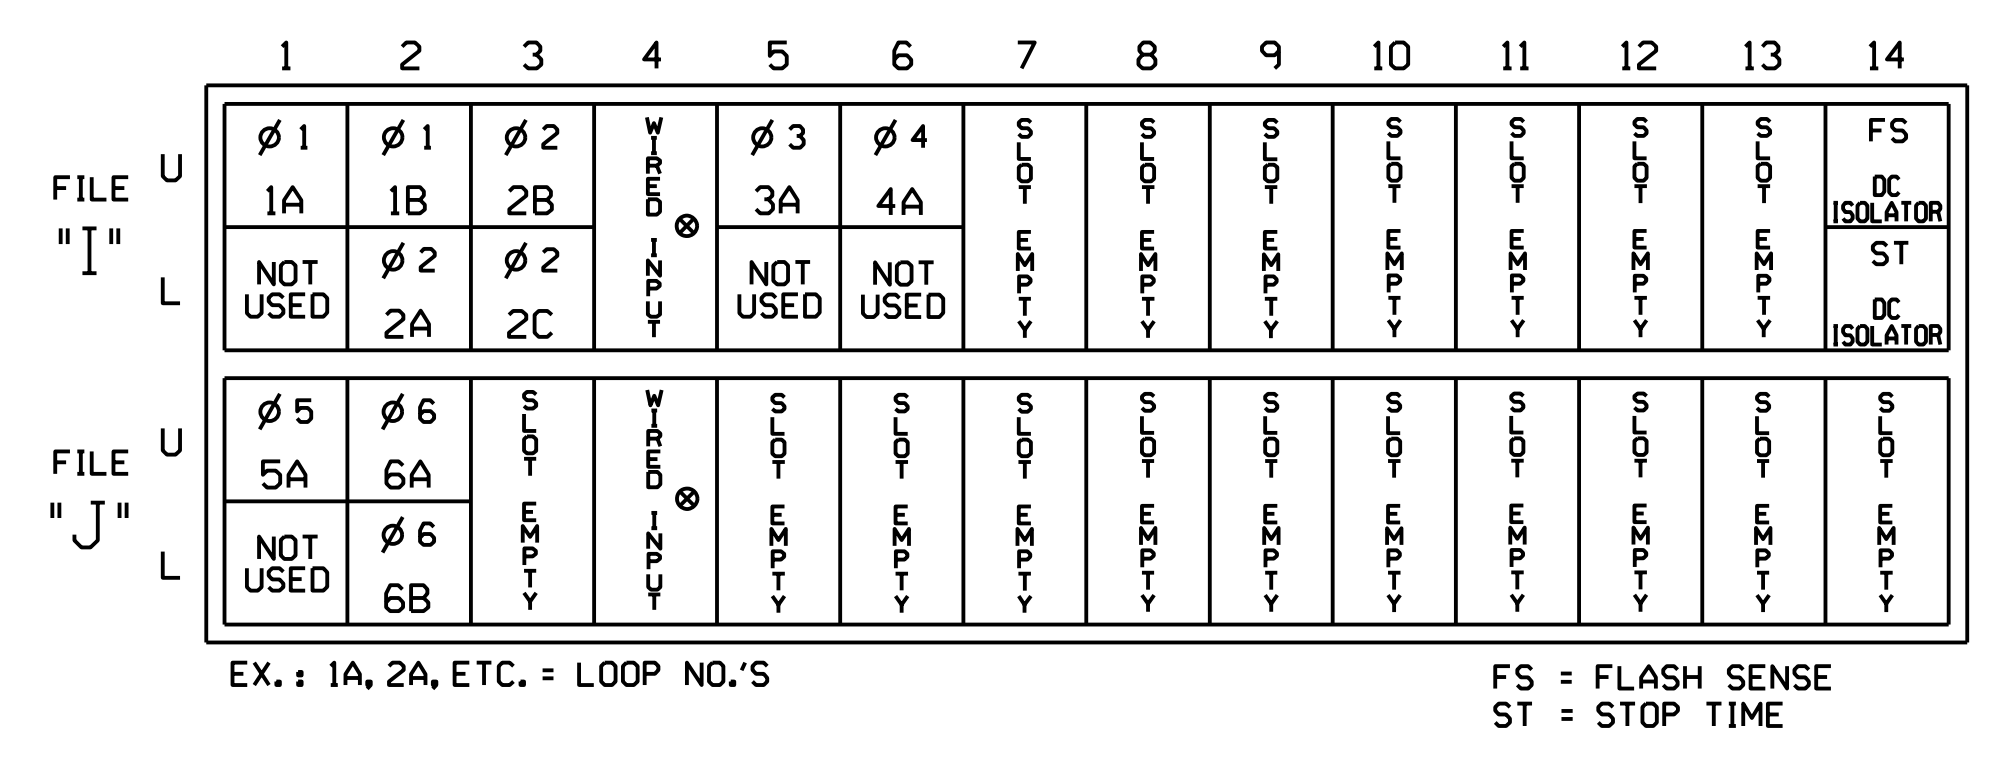 1 2 3 4 5 6 7 8 9 10 11 12 13 14
FILE "I"
U
Ø 1 1A
Ø 1 1B
Ø 2 2B
WIRED INPUT ⊗
Ø 3 3A
Ø 4 4A
SLOT EMPTY
SLOT EMPTY
SLOT EMPTY
SLOT EMPTY
SLOT EMPTY
SLOT EMPTY
SLOT EMPTY
FS
DC
ISOLATOR
L
NOT
USED
Ø 2
2A
Ø 2
2C
NOT
USED
NOT
USED
ST
DC
ISOLATOR
FILE "J"
U
Ø 5
5A
Ø 6
6A
SLOT EMPTY
WIRED INPUT ⊗
SLOT EMPTY
SLOT EMPTY
SLOT EMPTY
SLOT EMPTY
SLOT EMPTY
SLOT EMPTY
SLOT EMPTY
SLOT EMPTY
SLOT EMPTY
SLOT EMPTY
L
NOT
USED
Ø 6
6B
EX.: 1A, 2A, ETC. = LOOP NO.'S
FS = FLASH SENSE
ST = STOP TIME